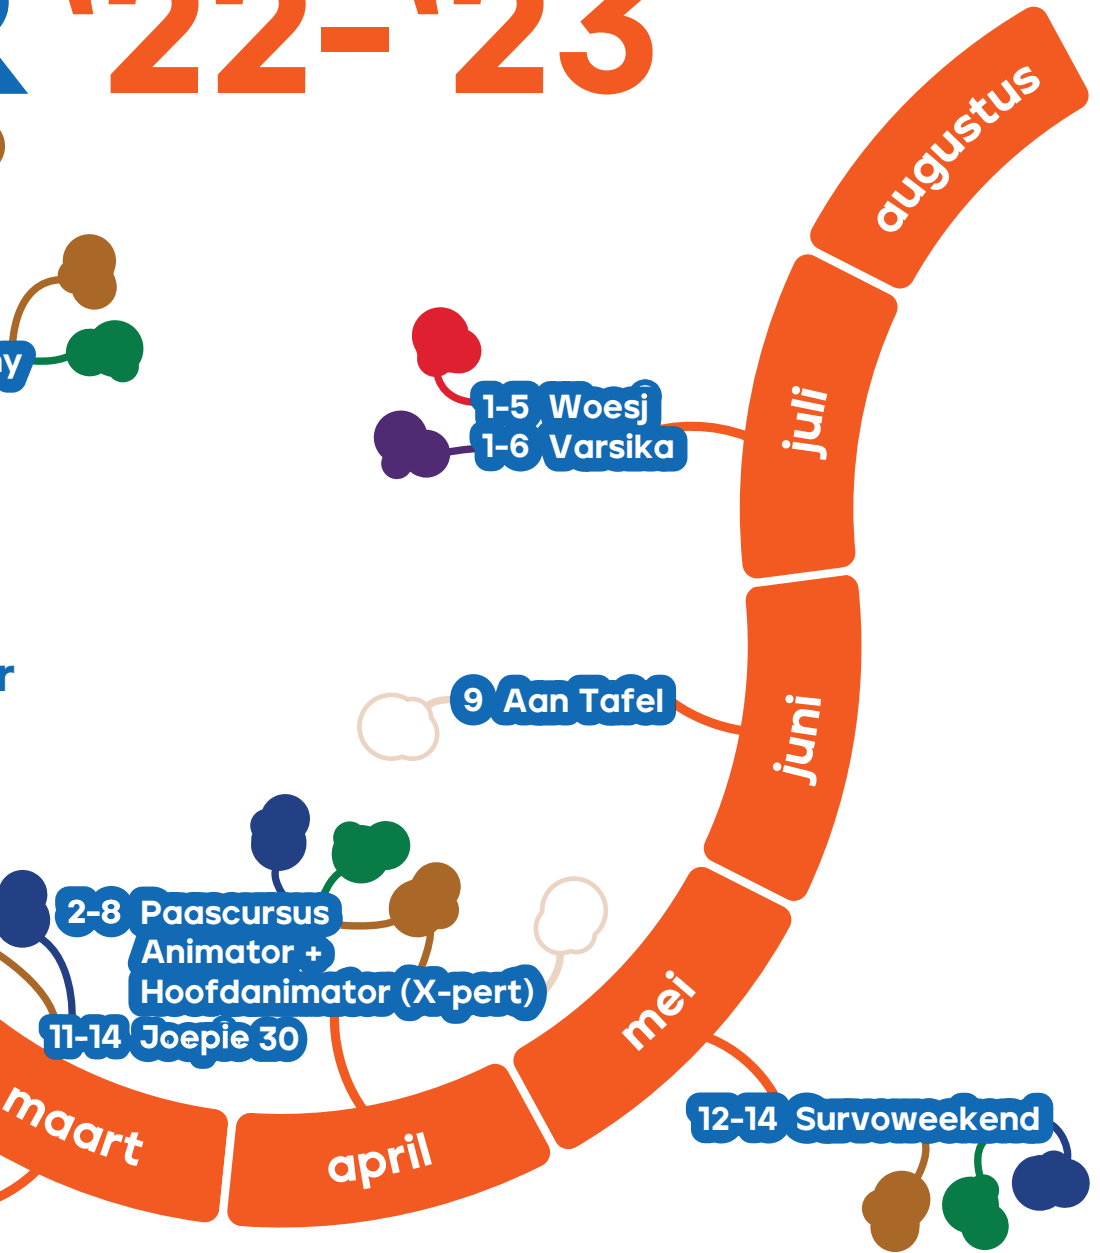 R '22-'23
augustus
y
juli
1-5 Woesj
1-6 Varsika
r
juni
9 Aan Tafel
2-8 Paascursus
Animator +
Hoofdanimator (X-pert)
11-14 Joepie 30
mei
12-14 Survoweekend
maart
april